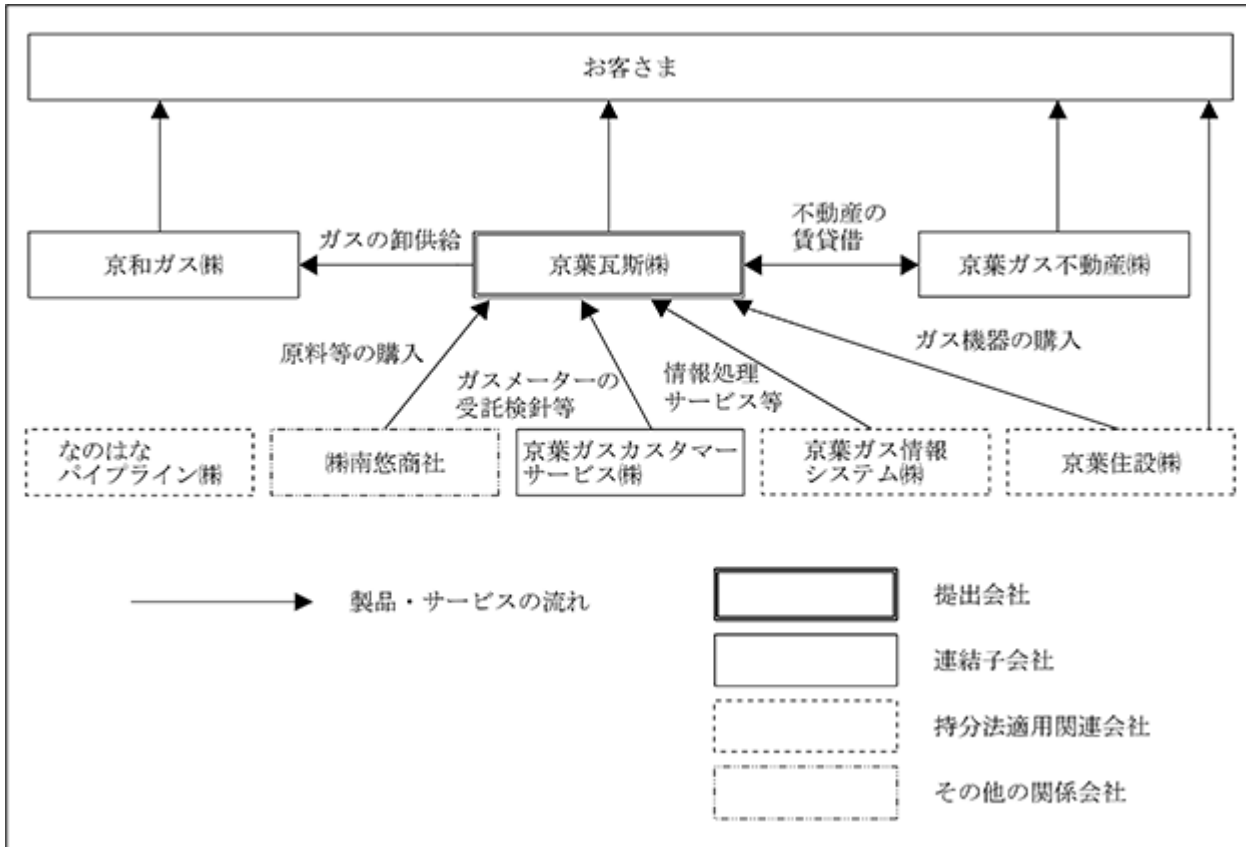 お客さま
不動産の
賃貸借
ガスの卸供給
京和ガス㈱
京葉瓦斯㈱
京葉ガス不動産㈱
原料等の購入
ガスメーターの
受託検針等
情報処理
サービス等
ガス機器の購入
なのはな
パイプライン㈱
㈱南悠商社
京葉ガスカスタマー
サービス㈱
京葉ガス情報
システム㈱
京葉住設㈱
製品・サービスの流れ
提出会社
連結子会社
持分法適用関連会社
その他の関係会社